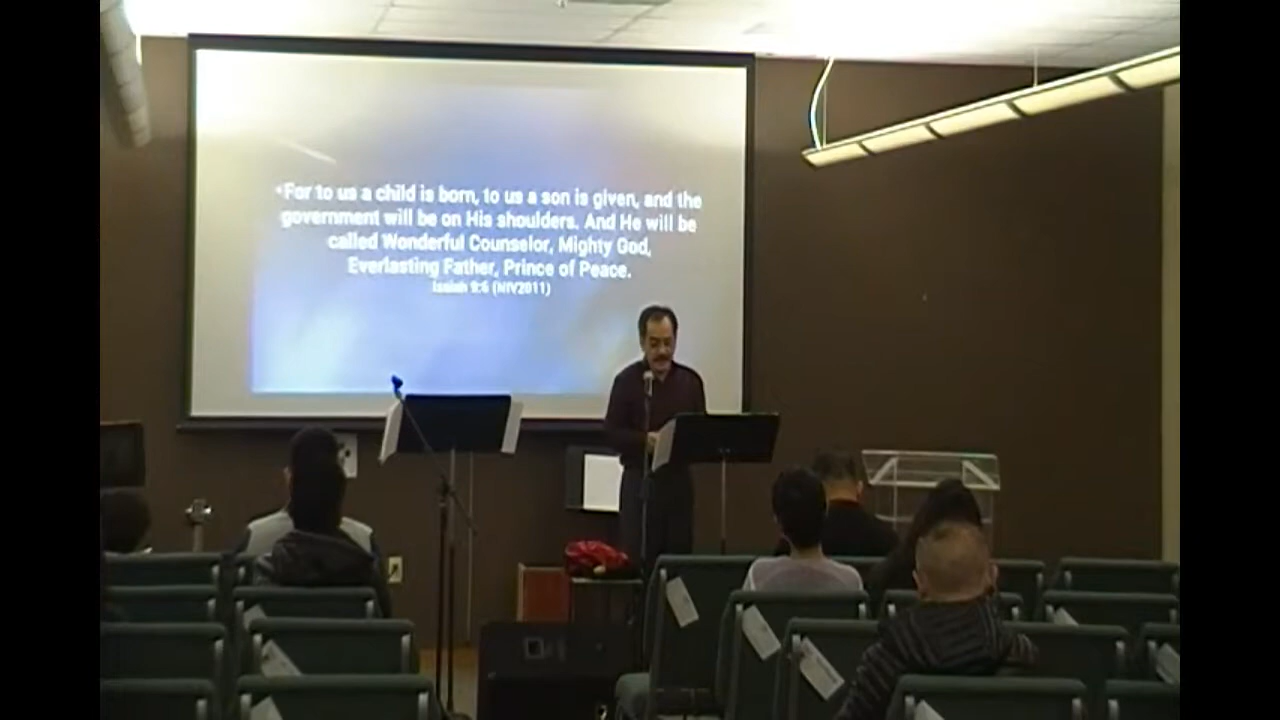 •For to us a child is born, to us a son is given, and the
government will be on His shoulders. And He will be
called Wonderful Counselor, Mighty God,
Everlasting Father, Prince of Peace.
Isaiah 9:6 (NIV2011)